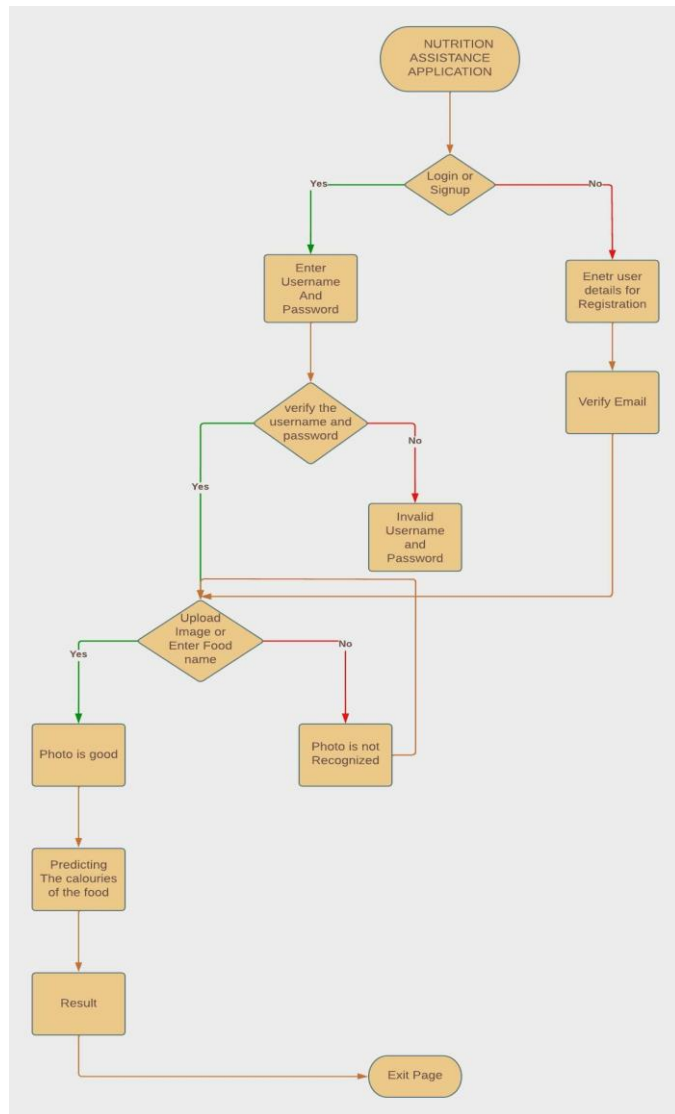 NUTRITION
ASSISTANCE
APPLICATION
Login or
Signup
Yes
No
Enter
Username
And
Password
Enetr user
details for
Registration
verify the
username and
password
Verify Email
No
Yes
Invalid
Username
and
Password
Upload
Image or
Enter Food
name
Yes
No
Photo is good
Photo is not
Recognized
Predicting
The calouries
of the food
Result
Exit Page